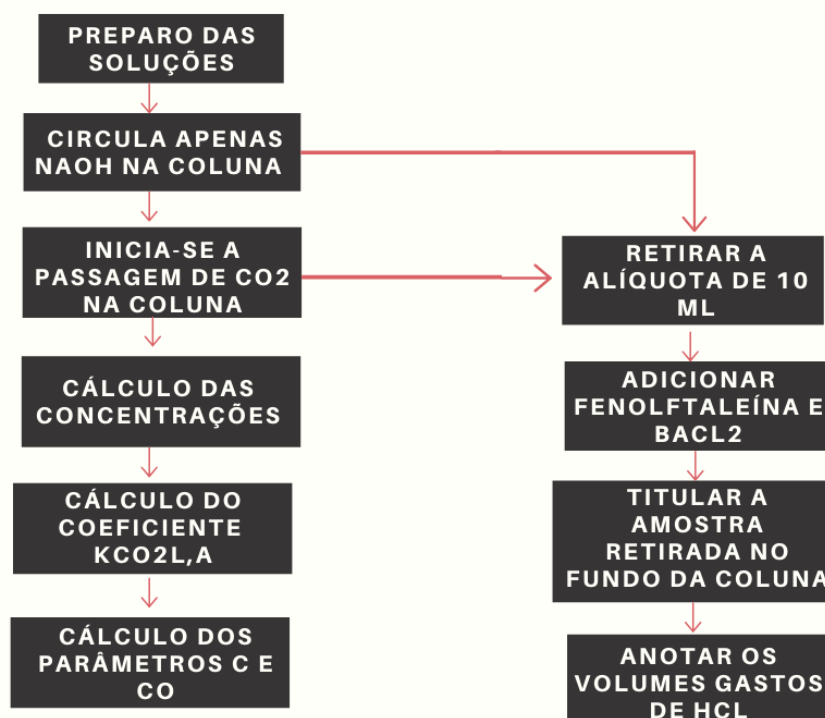 PREPARO DAS
SOLUÇÕES
CIRCULA APENAS
NAOH NA COLUNA
INICIA-SE A
PASSAGEM DE CO2
NA COLUNA
CÁLCULO DAS
CONCENTRAÇÕES
CÁLCULO DO
COEFICIENTE
KCO2L,A
CÁLCULO DOS
PARÂMETROS C E
CO
RETIRAR A
ALÍQUOTA DE 10
ML
ADICIONAR
FENOLFTALEÍNA E
BACL2
TITULAR A
AMOSTRA
RETIRADA NO
FUNDO DA COLUNA
ANOTAR OS
VOLUMES GASTOS
DE HCL